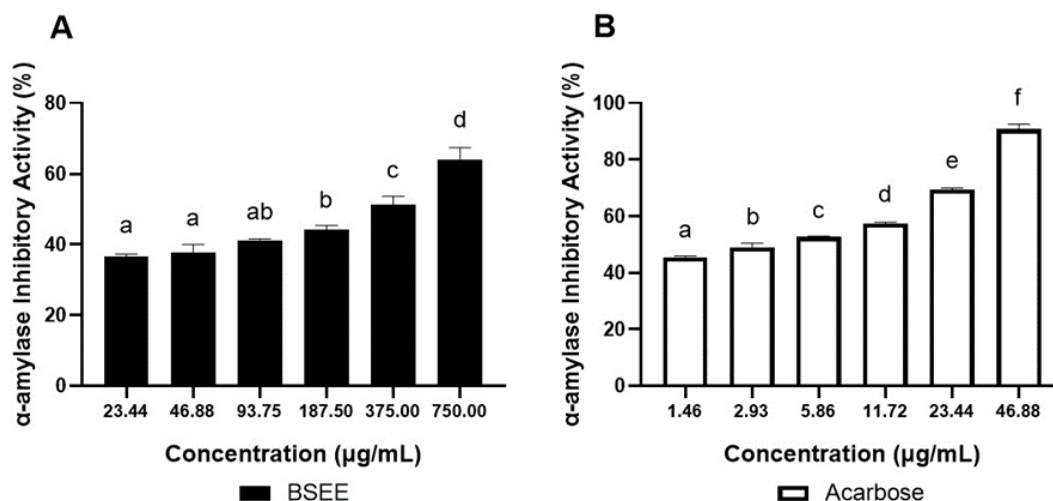 A
α-amylase Inhibitory Activity (%)
80
60
40
20
0
a
a
ab
b
c
d
23.44 46.88 93.75 187.50 375.00 750.00
Concentration (µg/mL)
BSEE
B
α-amylase Inhibitory Activity (%)
100
80
60
40
20
0
a
b
c
d
e
f
1.46 2.93 5.86 11.72 23.44 46.88
Concentration (µg/mL)
Acarbose